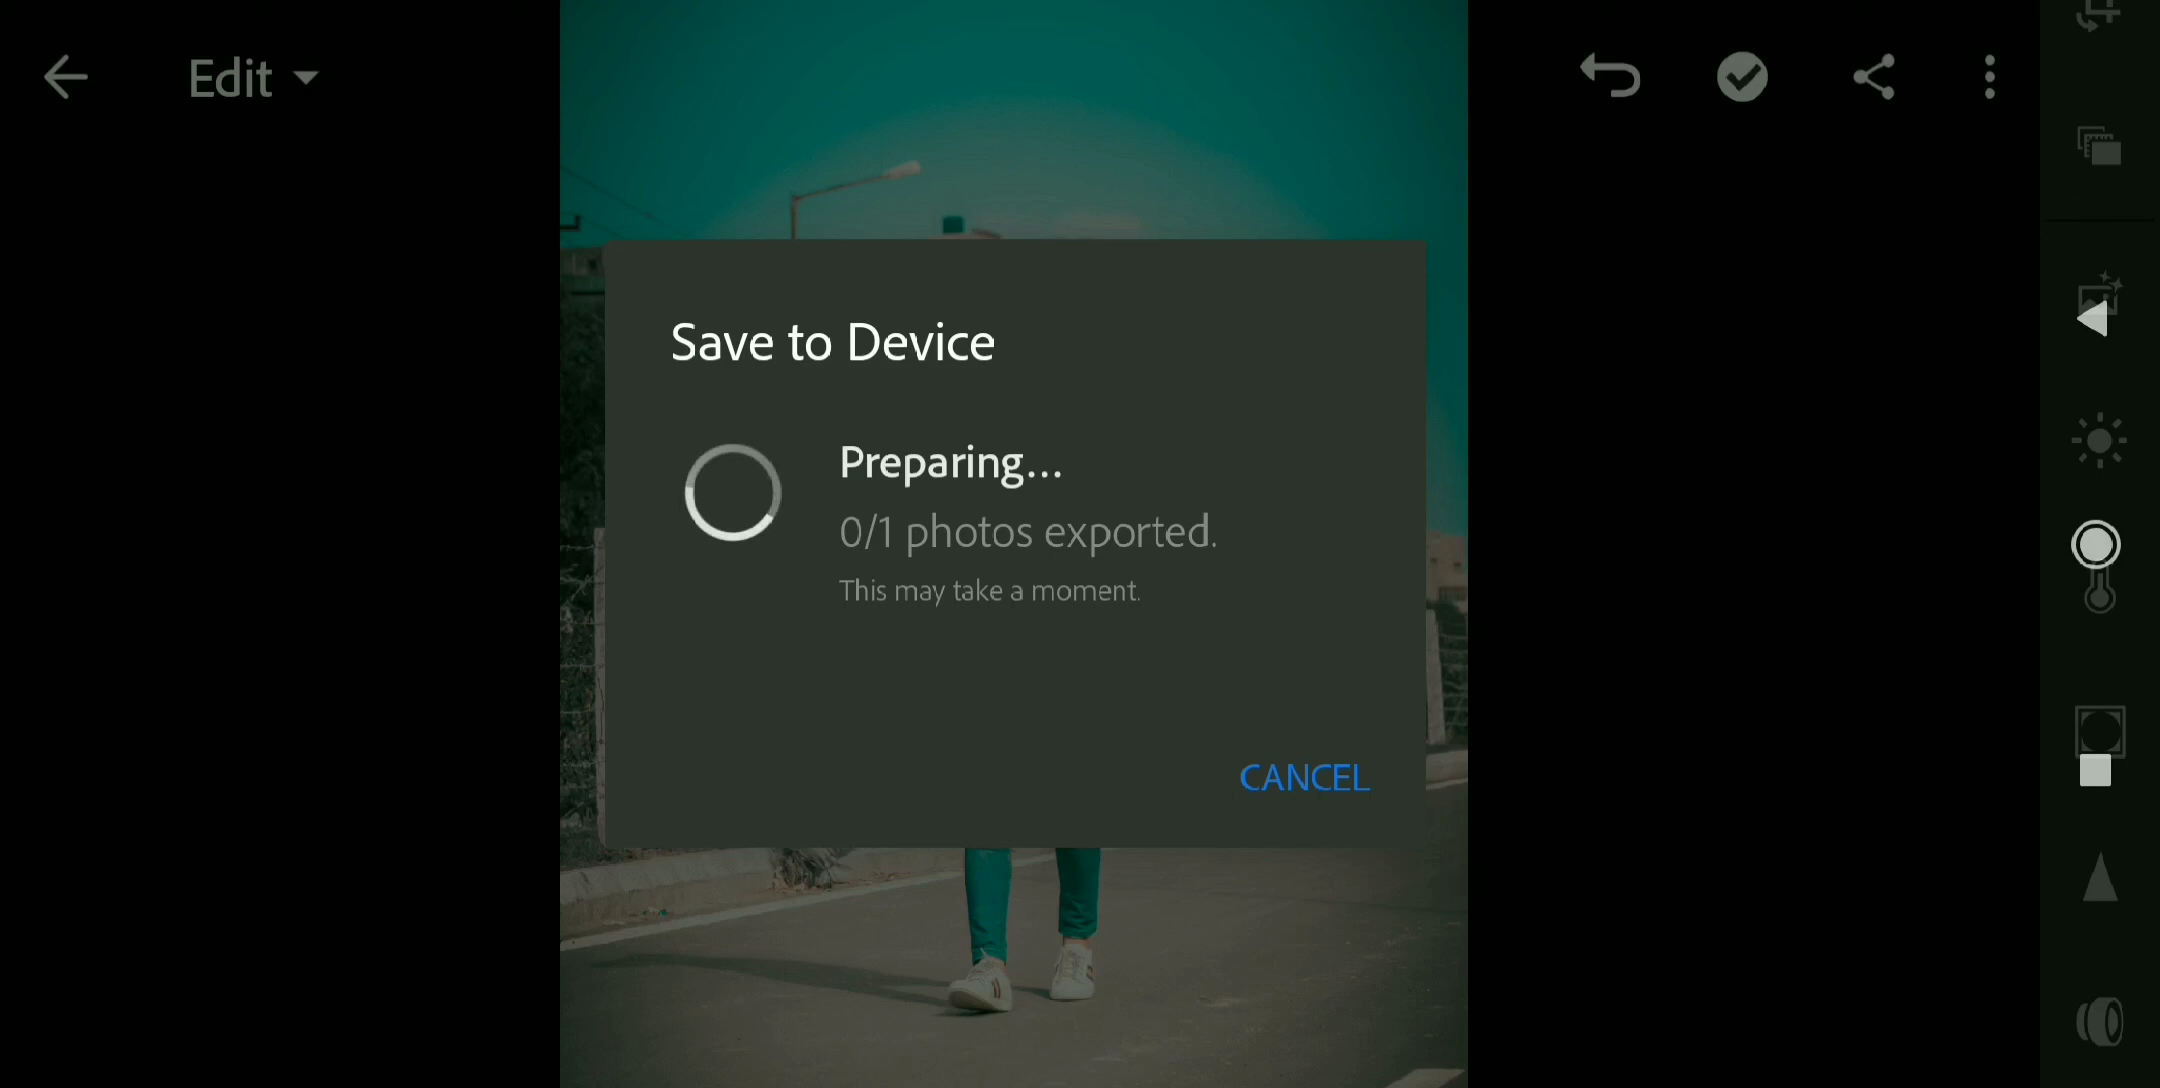 Edit
Save to Device
Preparing...
0/1 photos exported.
This may take a moment.
CANCEL